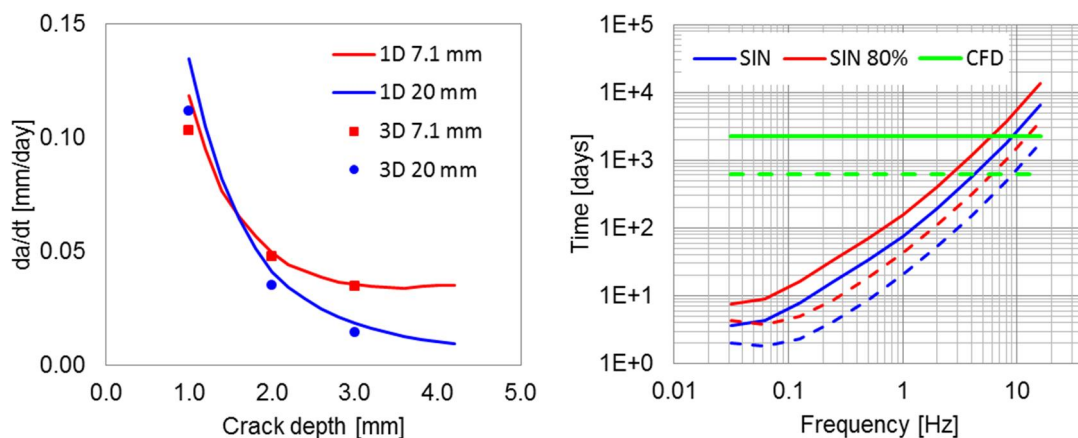 0.15
0.10
0.05
0.00
da/dt [mm/day]
1D 7.1 mm
1D 20 mm
3D 7.1 mm
3D 20 mm
0.0 1.0 2.0 3.0 4.0 5.0
Crack depth [mm]
1E+5
1E+4
1E+3
1E+2
1E+1
1E+0
Time [days]
SIN SIN 80% CFD
0.01 0.1 1 10
Frequency [Hz]